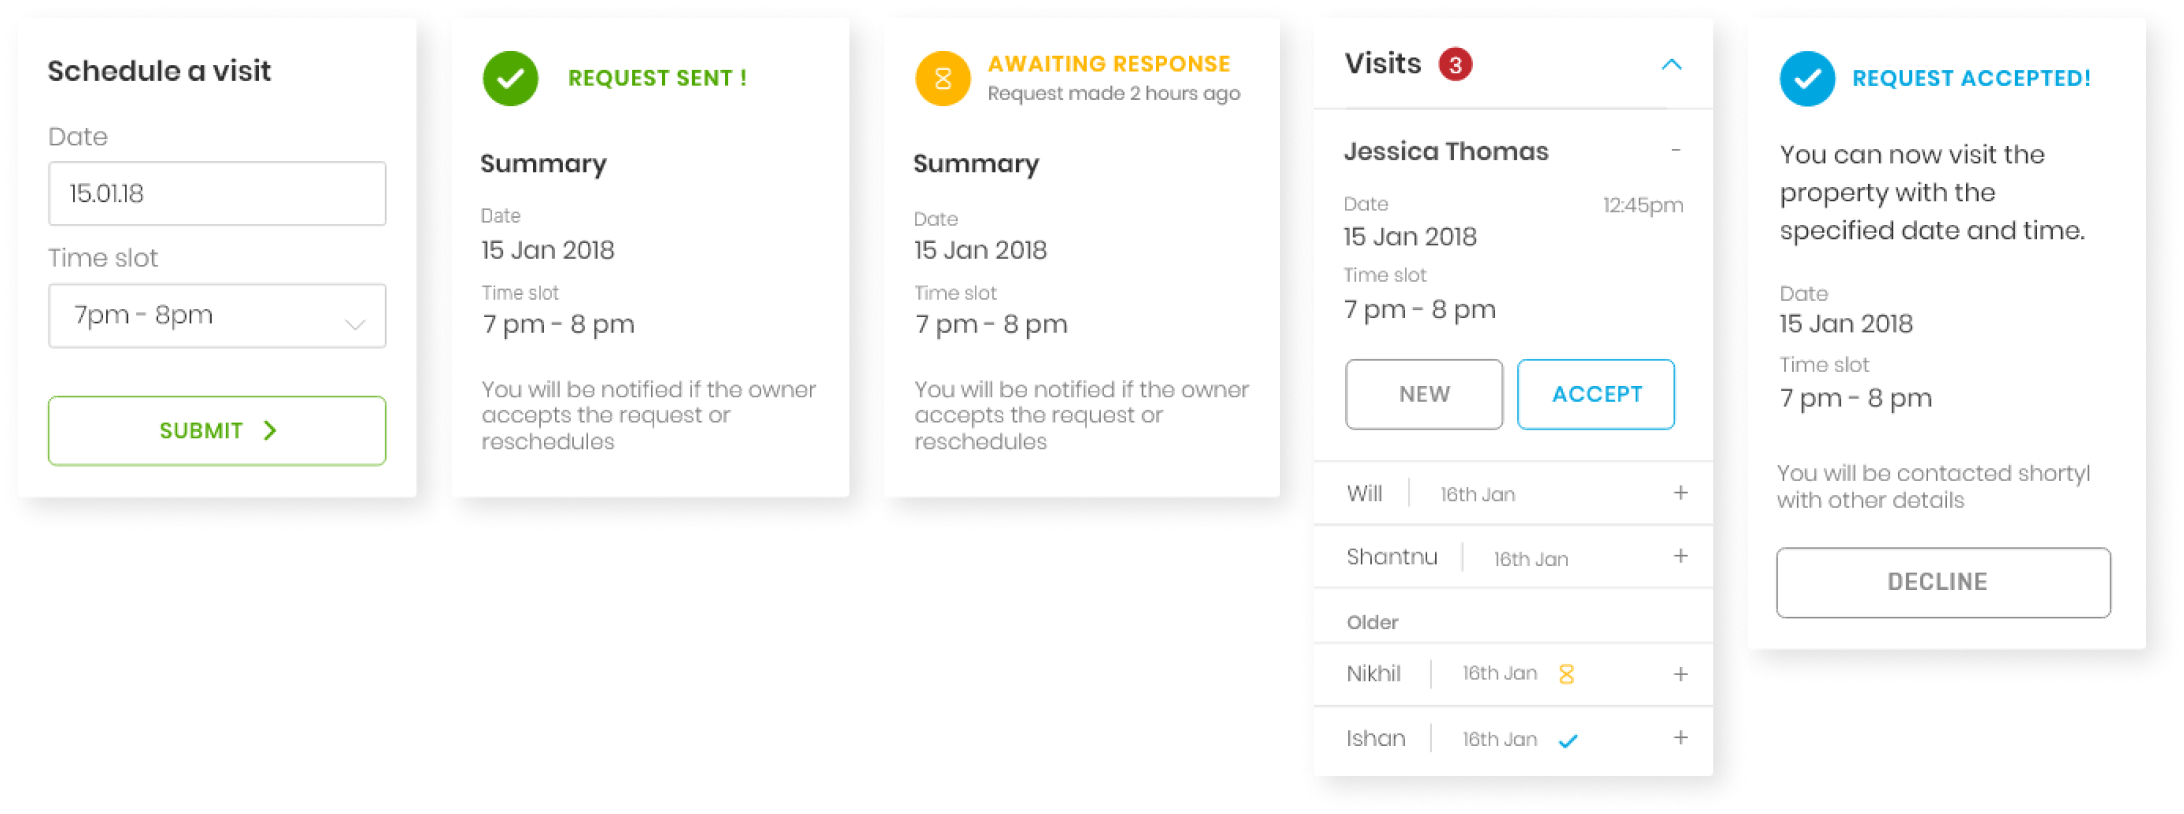 Schedule a visit
Date
15.01.18
Time slot
7pm - 8pm
SUBMIT
REQUEST SENT !
Summary
Date
15 Jan 2018
Time slot
7 pm - 8 pm
You will be notified if the owner
accepts the request or
reschedules
AWAITING RESPONSE
Request made 2 hours ago
Summary
Date
15 Jan 2018
Time slot
7 pm - 8 pm
You will be notified if the owner
accepts the request or
reschedules
Visits 3
Jessica Thomas -
Date 12:45pm
15 Jan 2018
Time slot
7 pm - 8 pm
NEW ACCEPT
Will | 16th Jan +
Shantnu | 16th Jan +
Older
Nikhil | 16th Jan +
Ishan | 16th Jan +
REQUEST ACCEPTED!
You can now visit the
property with the
specified date and time.
Date
15 Jan 2018
Time slot
7 pm - 8 pm
You will be contacted shortyl
with other details
DECLINE